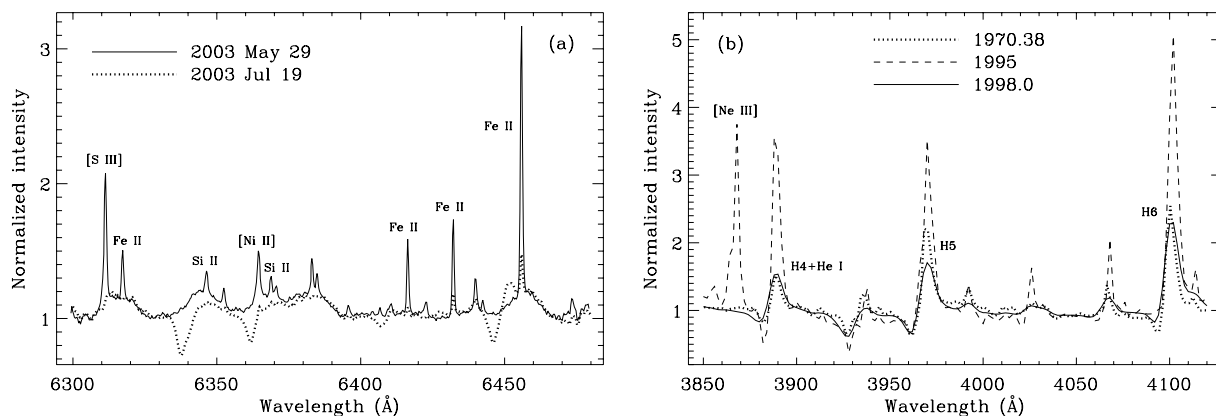 (a)
2003 May 29
2003 Jul 19
[S III]
Fe II
Si II
[Ni II]
Si II
Fe II
Fe II
Fe II
Normalized intensity
1
2
3
6300
6350
6400
6450
Wavelength (Å)
(b)
1970.38
1995
1998.0
[Ne III]
H4+He I
H5
H6
Normalized intensity
1
2
3
4
5
3850
3900
3950
4000
4050
4100
Wavelength (Å)